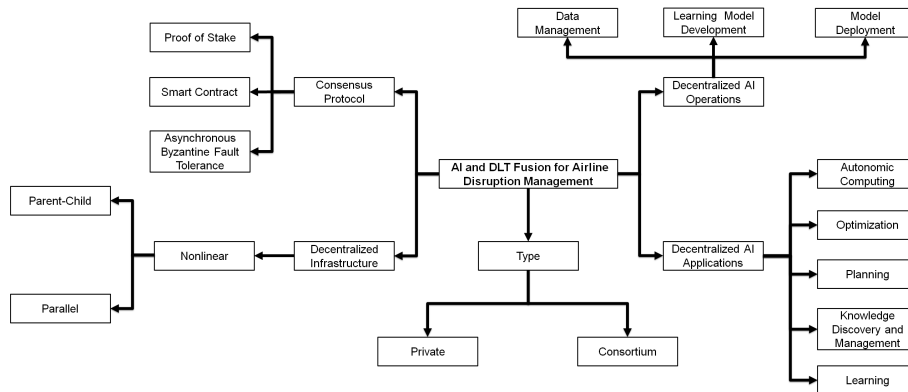 Data
Management
Learning Model
Development
Model
Deployment
Proof of Stake
Smart Contract
Asynchronous
Byzantine Fault
Tolerance
Consensus
Protocol
Decentralized AI
Operations
AI and DLT Fusion for Airline
Disruption Management
Parent-Child
Parallel
Nonlinear
Decentralized
Infrastructure
Type
Private
Consortium
Decentralized AI
Applications
Autonomic
Computing
Optimization
Planning
Knowledge
Discovery and
Management
Learning